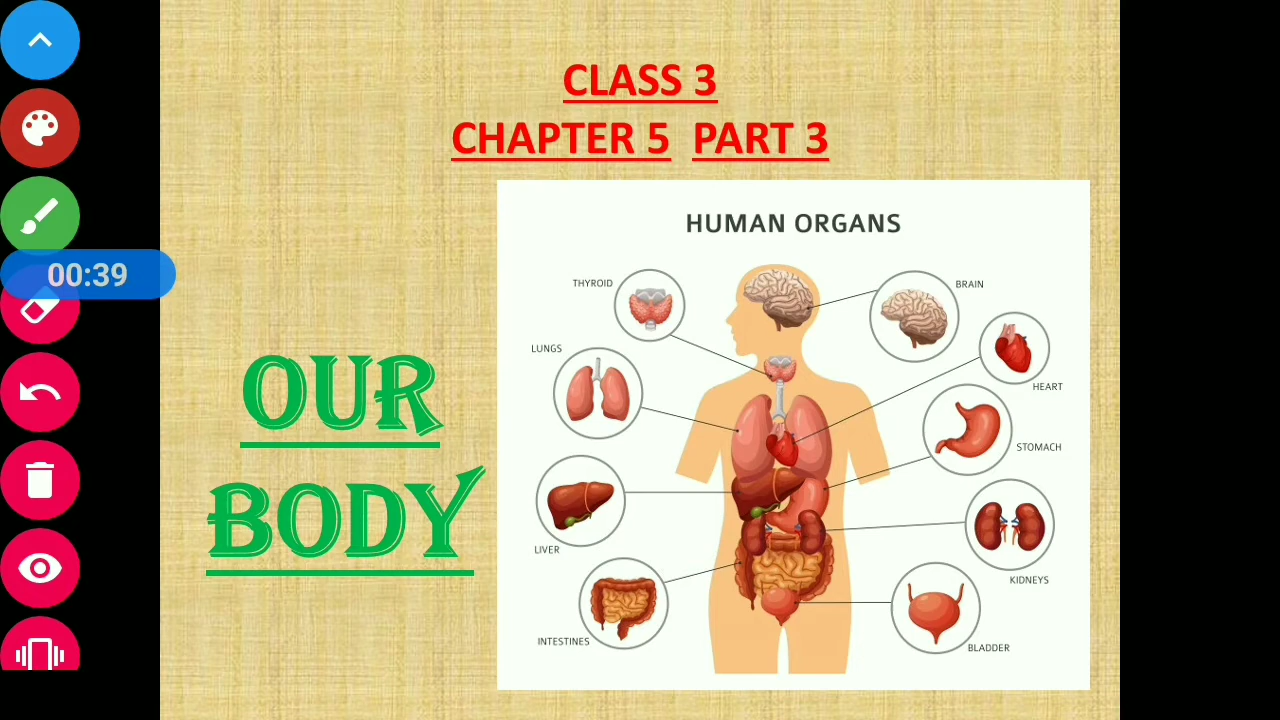 CLASS 3
CHAPTER 5 PART 3
00:39
OUR
BODY
HUMAN ORGANS
THYROID
BRAIN
LUNGS
HEART
STOMACH
LIVER
KIDNEYS
INTESTINES
BLADDER